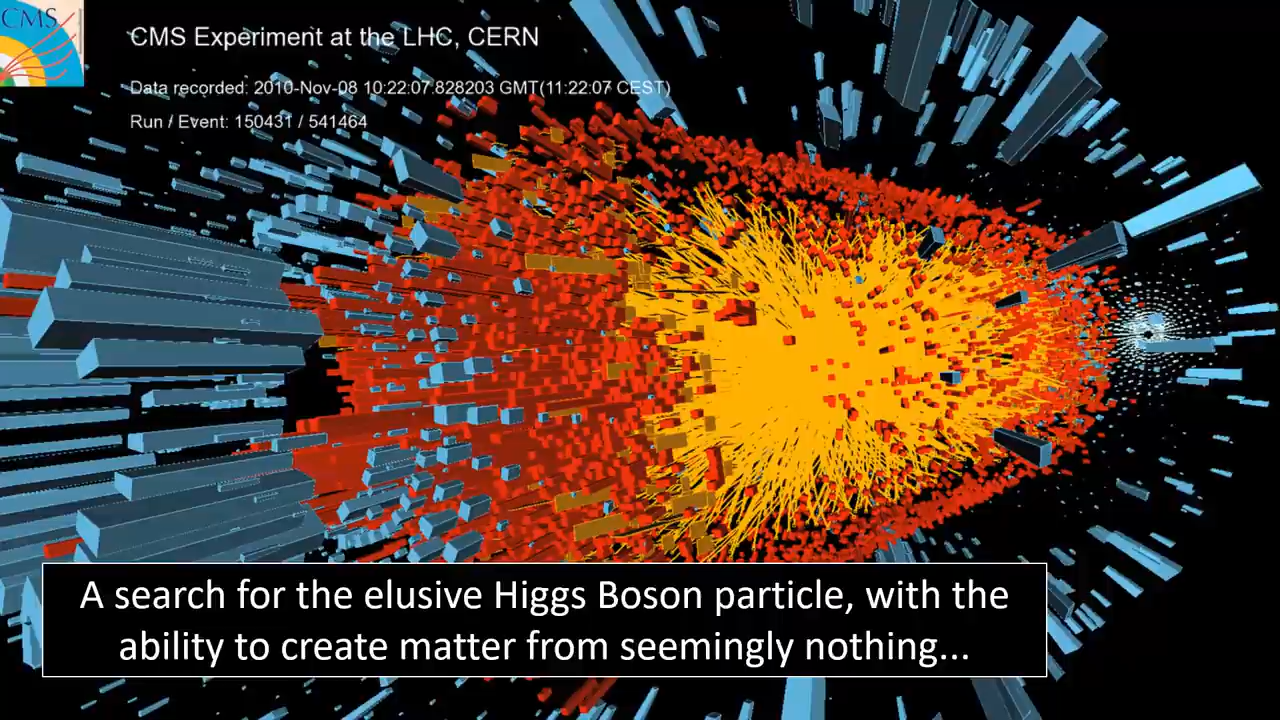 CMS
CMS Experiment at the LHC, CERN
Data recorded: 2010-Nov-08 10:22:07.828203 GMT(11:22:07 CEST)
Run / Event: 150431 / 541464
A search for the elusive Higgs Boson particle, with the
ability to create matter from seemingly nothing...